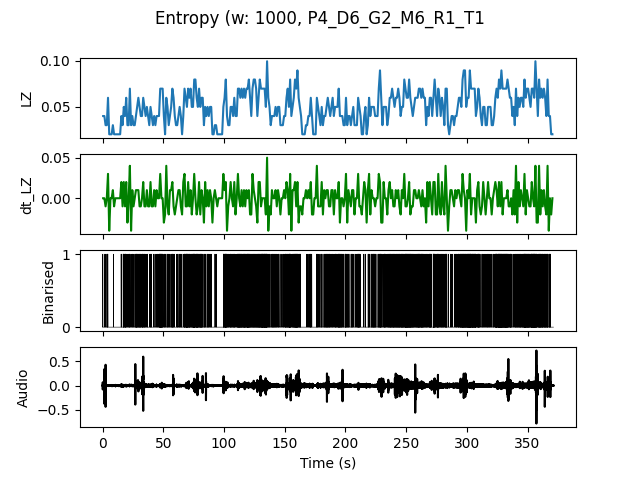 Entropy (w: 1000, P4_D6_G2_M6_R1_T1
0.10
0.05
LZ
0.05
0.00
dt_LZ
1
0
Binarised
0.5
0.0
−0.5
Audio
0 50 100 150 200 250 300 350
Time (s)